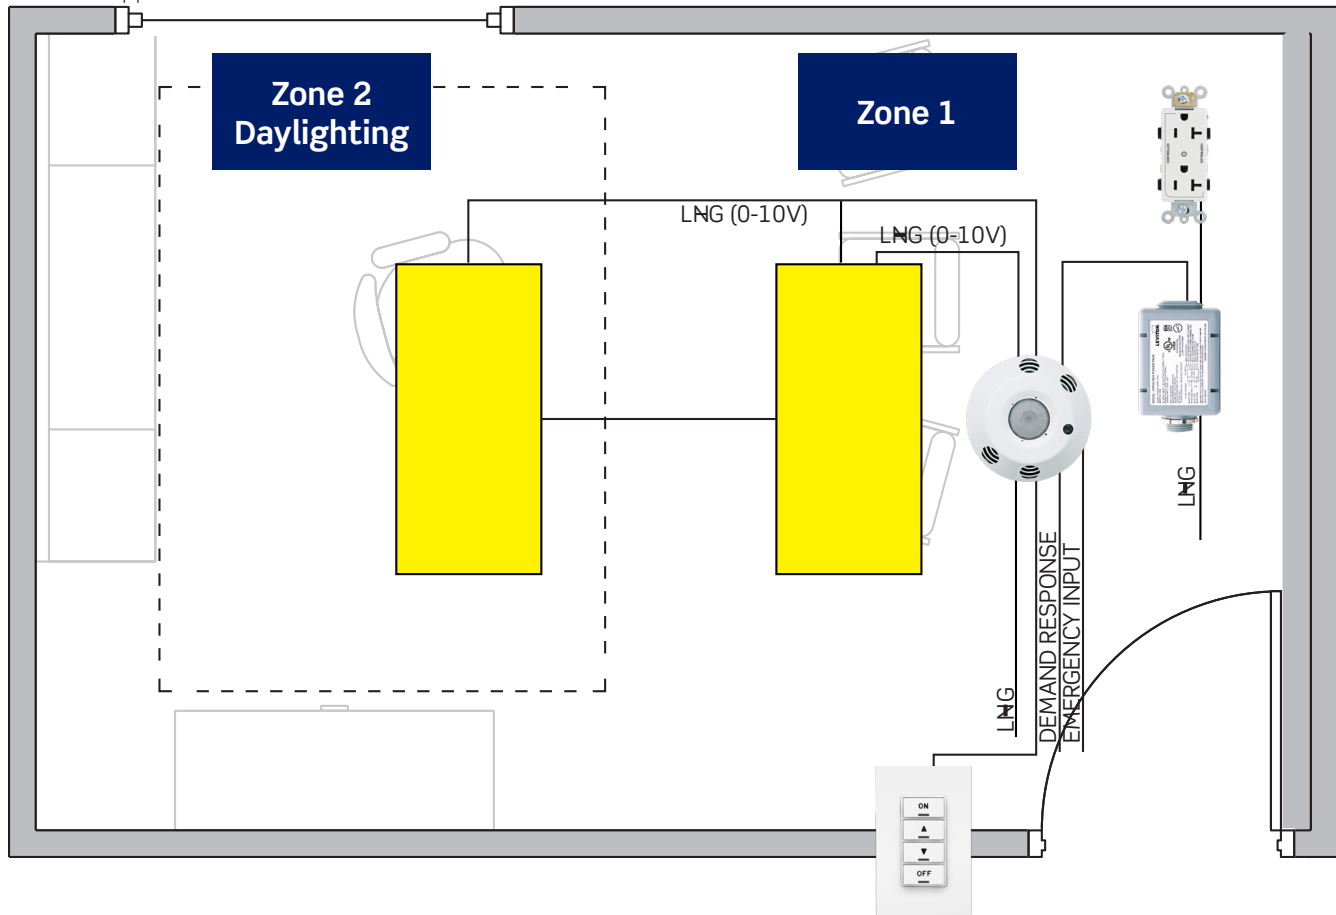 Zone 2
Daylighting
Zone 1
LNG (0-10V)
LNG (0-10V)
LEVITON
LNG
DEMAND RESPONSE
EMERGENCY INPUT
LNG
ON
OFF